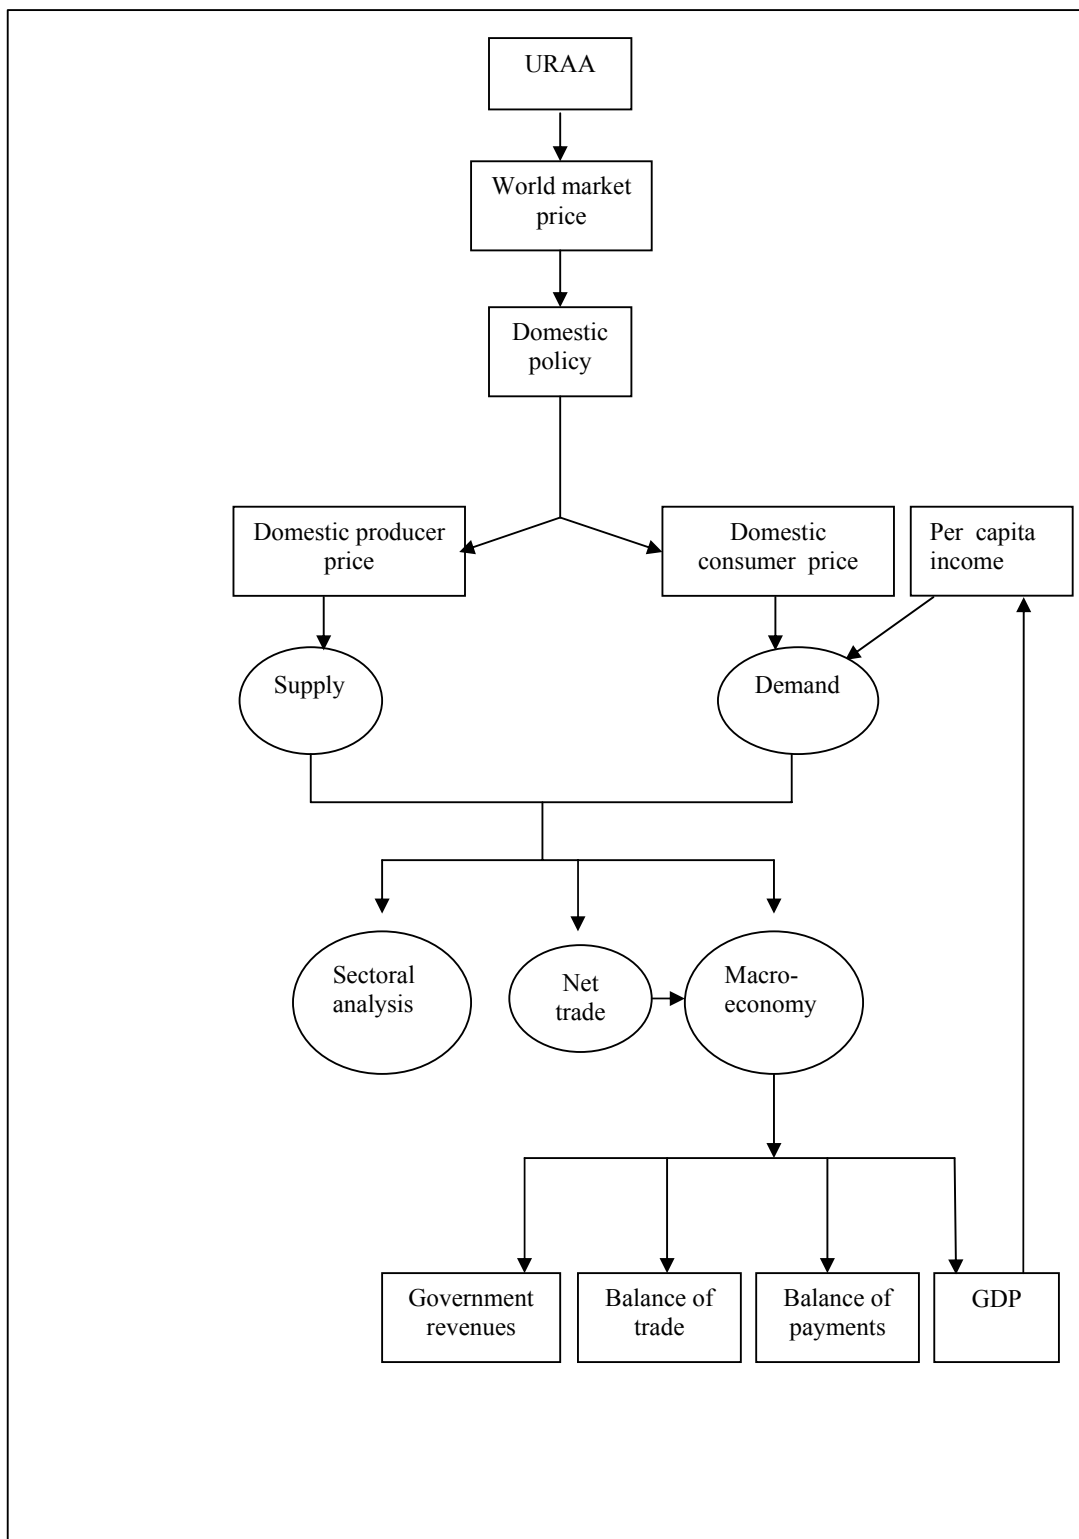 URAA
World market
price
Domestic
policy
Domestic producer
price
Domestic
consumer price
Per capita
income
Supply
Demand
Sectoral
analysis
Net
trade
Macro-
economy
Government
revenues
Balance of
trade
Balance of
payments
GDP